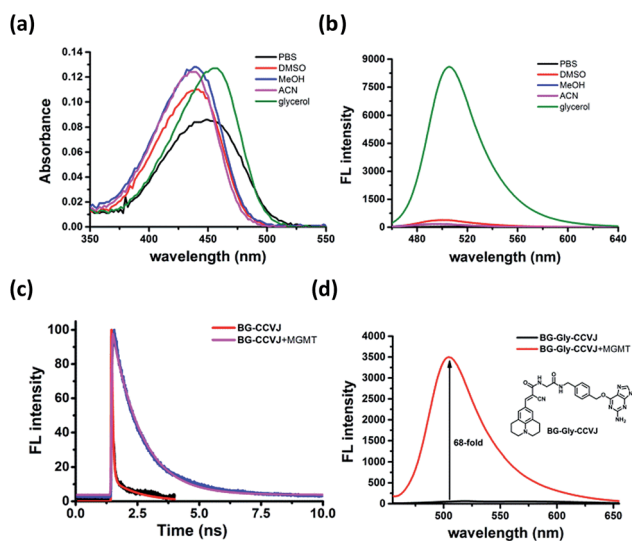 (a)
0.14
0.12
0.10
0.08
0.06
0.04
0.02
0.00
Absorbance
350 400 450 500 550
wavelength (nm)
PBS
DMSO
MeOH
ACN
glycerol
(b)
9000
7500
6000
4500
3000
1500
0
FL intensity
480 520 560 600 640
wavelength (nm)
PBS
DMSO
MeOH
ACN
glycerol
(c)
100
80
60
40
20
0
FL intensity
0.0 2.5 5.0 7.5 10.0
Time (ns)
BG-CCVJ
BG-CCVJ+MGMT
(d)
4000
3500
3000
2500
2000
1500
1000
500
0
FL intensity
500 550 600 650
wavelength (nm)
BG-Gly-CCVJ
BG-Gly-CCVJ+MGMT
68-fold
O
H
N
O
N
H
CN
N
O
N
N
N
N
H
N
NH₂
BG-Gly-CCVJ